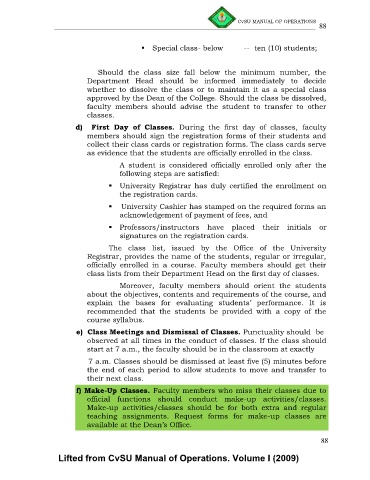 CvSU MANUAL OF OPERATIONS
88
▪ Special class- below -- ten (10) students;
Should the class size fall below the minimum number, the
Department Head should be informed immediately to decide
whether to dissolve the class or to maintain it as a special class
approved by the Dean of the College. Should the class be dissolved,
faculty members should advise the student to transfer to other
classes.
d) First Day of Classes. During the first day of classes, faculty
members should sign the registration forms of their students and
collect their class cards or registration forms. The class cards serve
as evidence that the students are officially enrolled in the class.
A student is considered officially enrolled only after the
following steps are satisfied:
▪ University Registrar has duly certified the enrollment on
the registration cards.
▪ University Cashier has stamped on the required forms an
acknowledgement of payment of fees, and
▪ Professors/instructors have placed their initials or
signatures on the registration cards.
The class list, issued by the Office of the University
Registrar, provides the name of the students, regular or irregular,
officially enrolled in a course. Faculty members should get their
class lists from their Department Head on the first day of classes.
Moreover, faculty members should orient the students
about the objectives, contents and requirements of the course, and
explain the bases for evaluating students' performance. It is
recommended that the students be provided with a copy of the
course syllabus.
e) Class Meetings and Dismissal of Classes. Punctuality should be
observed at all times in the conduct of classes. If the class should
start at 7 a.m., the faculty should be in the classroom at exactly
7 a.m. Classes should be dismissed at least five (5) minutes before
the end of each period to allow students to move and transfer to
their next class.
f) Make-Up Classes. Faculty members who miss their classes due to
official functions should conduct make-up activities/classes.
Make-up activities/classes should be for both extra and regular
teaching assignments. Request forms for make-up classes are
available at the Dean's Office.
88
Lifted from CvSU Manual of Operations. Volume I (2009)